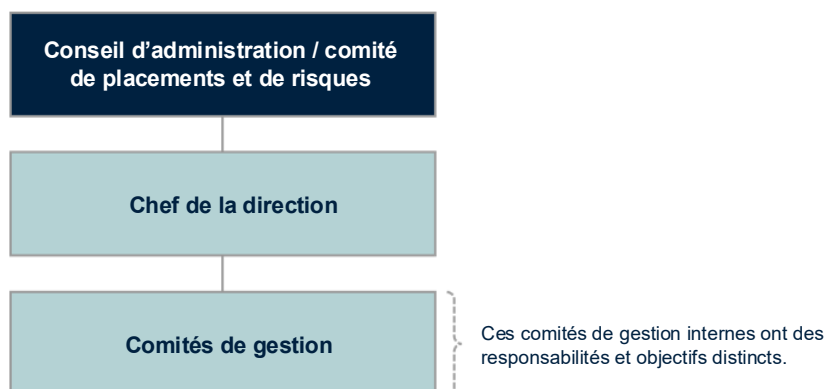 Conseil d’administration / comité
de placements et de risques
Chef de la direction
Comités de gestion
Ces comités de gestion internes ont des
responsabilités et objectifs distincts.